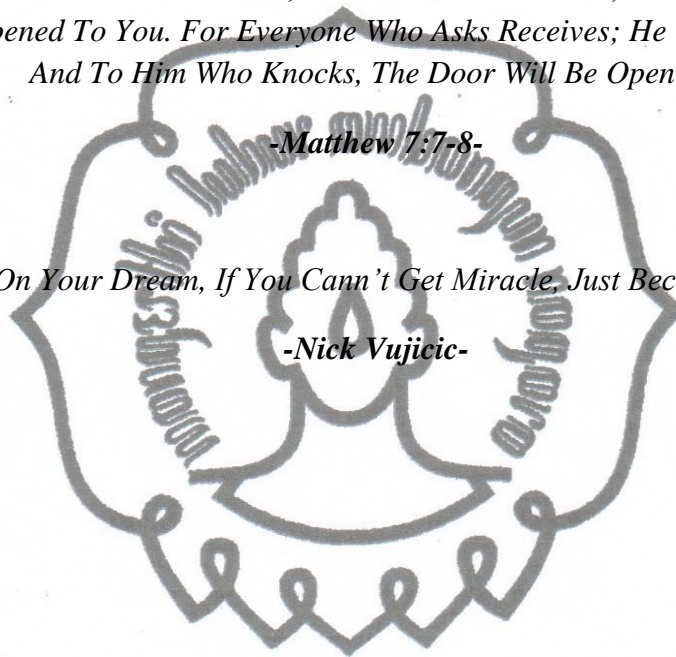 pened To You. For Everyone Who Asks Receives; He
And To Him Who Knocks, The Door Will Be Open
-Matthew 7:7-8-
On Your Dream, If You Cann’t Get Miracle, Just Bec
-Nick Vujicic-